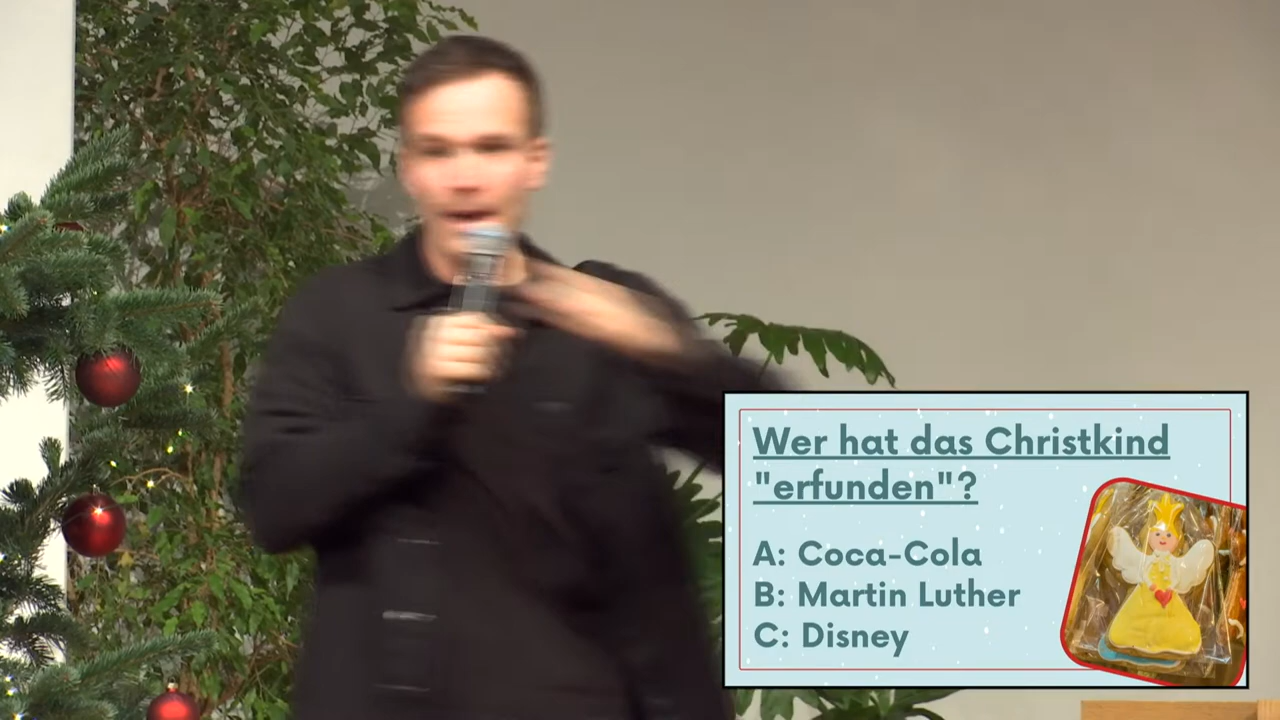 Wer hat das Christkind
"erfunden"?
A: Coca-Cola
B: Martin Luther
C: Disney